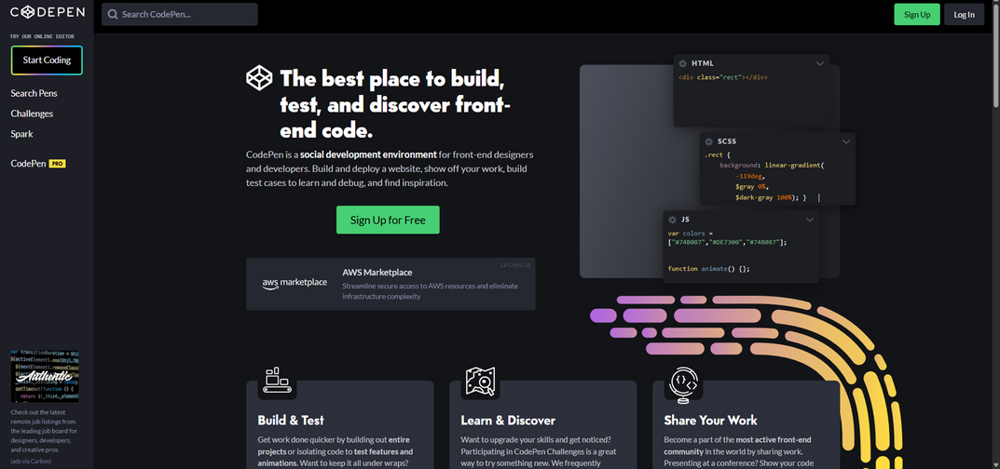 CODEPEN
Search CodePen...
Sign Up
Log In
TRY OUR ONLINE EDITOR
Start Coding
Search Pens
Challenges
Spark
CodePen PRO
The best place to build,
test, and discover front-
end code.
CodePen is a social development environment for front-end designers
and developers. Build and deploy a website, show off your work, build
test cases to learn and debug, and find inspiration.
Sign Up for Free
SPONSOR
aws marketplace
AWS Marketplace
Streamline secure access to AWS resources and eliminate
infrastructure complexity
HTML
<div class="rect"></div>
SCSS
.rect {
background: linear-gradient(
-119deg,
$gray 0%,
$dark-gray 100%); }
JS
var colors =
["#74B087","#DE7300","#74B087"];
function animate() {};
Authentic
Check out the latest
remote job listings from
the leading job board for
designers, developers,
and creative pros.
(ads via Carbon)
Build & Test
Get work done quicker by building out entire
projects or isolating code to test features and
animations. Want to keep it all under wraps?
Learn & Discover
Want to upgrade your skills and get noticed?
Participating in CodePen Challenges is a great
way to try something new. We frequently
Share Your Work
Become a part of the most active front-end
community in the world by sharing work.
Presenting at a conference? Show your code